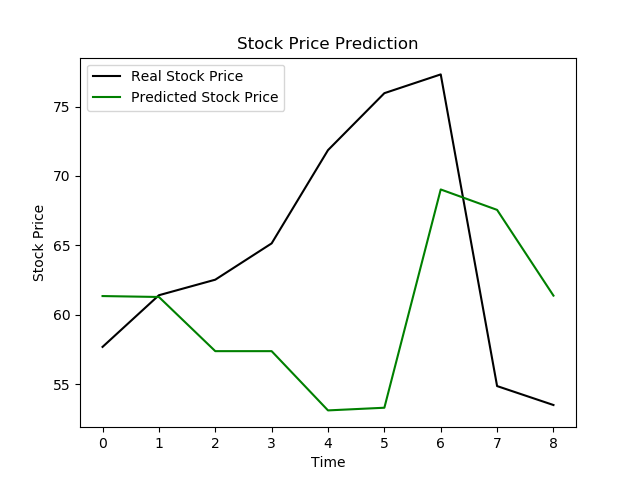 Stock Price Prediction
Real Stock Price
Predicted Stock Price
Stock Price
75
70
65
60
55
0 1 2 3 4 5 6 7 8
Time